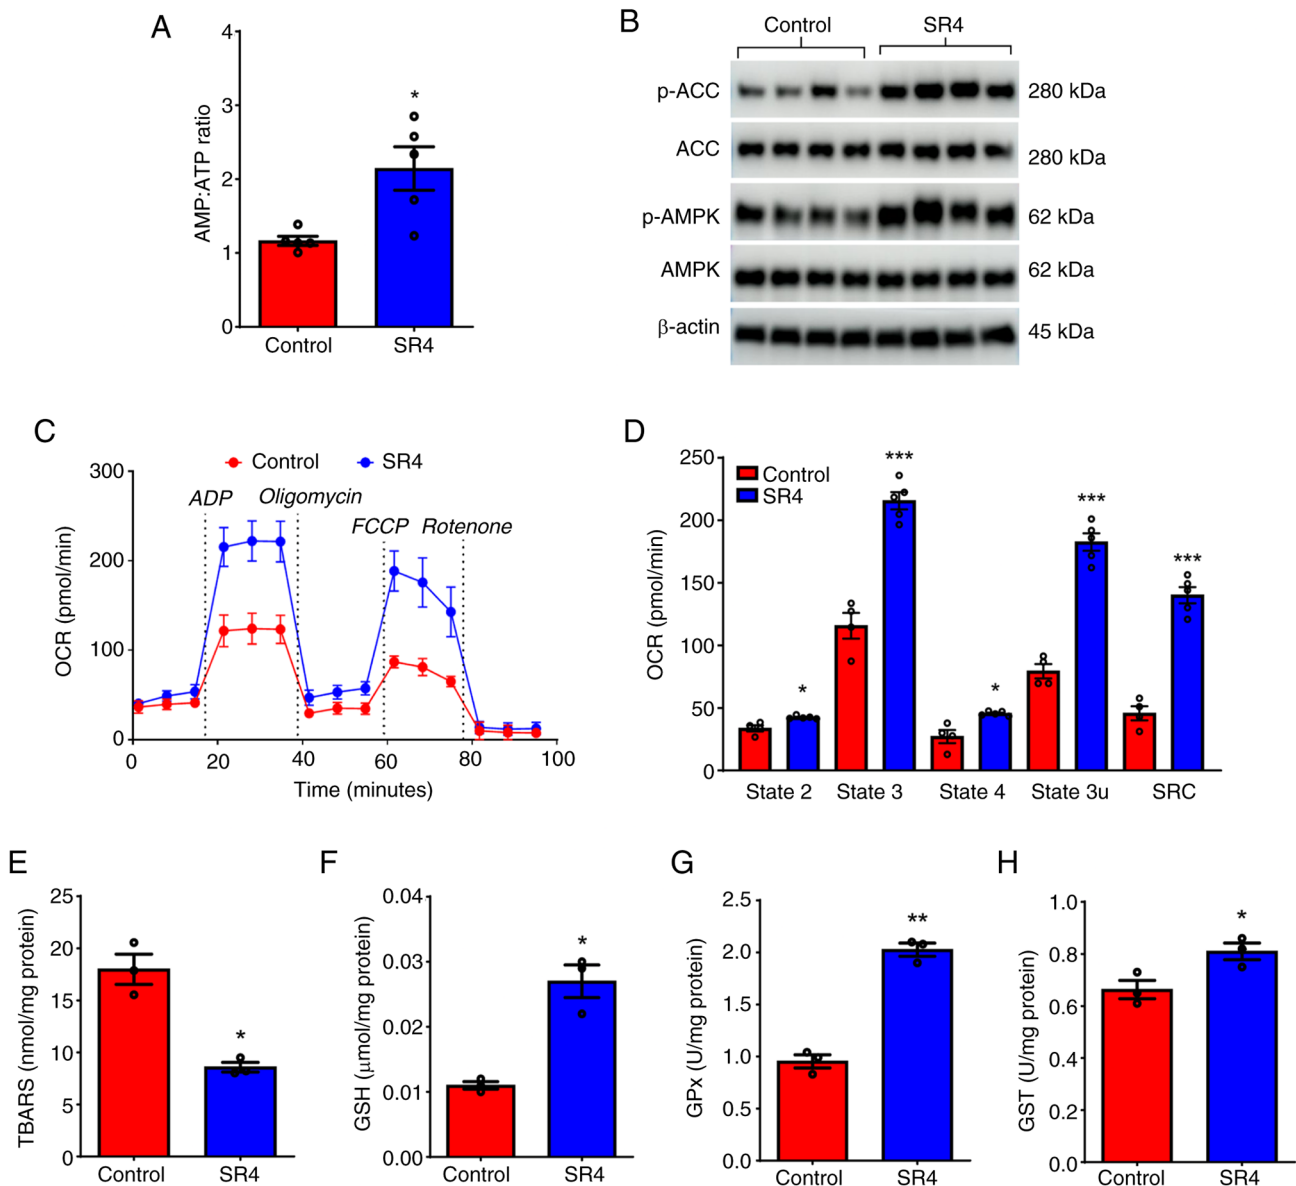 A
AMP:ATP ratio
4
3
2
1
0
*
Control SR4
B
Control SR4
p-ACC 280 kDa
ACC 280 kDa
p-AMPK 62 kDa
AMPK 62 kDa
β-actin 45 kDa
C
Control SR4
OCR (pmol/min)
300
200
100
0
ADP Oligomycin
FCCP Rotenone
0 20 40 60 80 100
Time (minutes)
D
Control
SR4
OCR (pmol/min)
250
200
150
100
50
0
* *** * *** ***
State 2 State 3 State 4 State 3u SRC
E
TBARS (nmol/mg protein)
25
20
15
10
5
0
*
Control SR4
F
GSH (μmol/mg protein)
0.04
0.03
0.02
0.01
0.00
*
Control SR4
G
GPx (U/mg protein)
2.5
2.0
1.5
1.0
0.5
0.0
**
Control SR4
H
GST (U/mg protein)
1.0
0.8
0.6
0.4
0.2
0.0
*
Control SR4